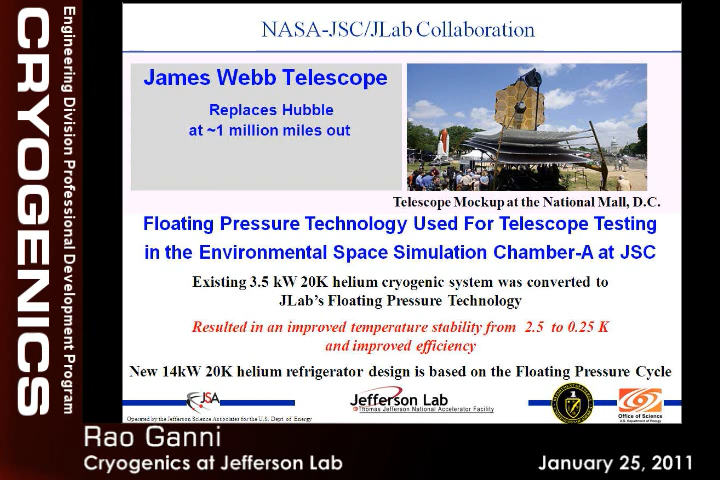 CRYOGENICS
Engineering Division Professional Development Program
NASA-JSC/JLab Collaboration
James Webb Telescope
Replaces Hubble
at ~1 million miles out
Telescope Mockup at the National Mall, D.C.
Floating Pressure Technology Used For Telescope Testing
in the Environmental Space Simulation Chamber-A at JSC
Existing 3.5 kW 20K helium cryogenic system was converted to
JLab's Floating Pressure Technology
Resulted in an improved temperature stability from 2.5 to 0.25 K
and improved efficiency
New 14kW 20K helium refrigerator design is based on the Floating Pressure Cycle
JSA
Jefferson Lab
Thomas Jefferson National Accelerator Facility
Office of Science
U.S. Department of Energy
Operated by the Jefferson Science Associates for the U.S. Dept. of Energy
Rao Ganni
Cryogenics at Jefferson Lab
January 25, 2011